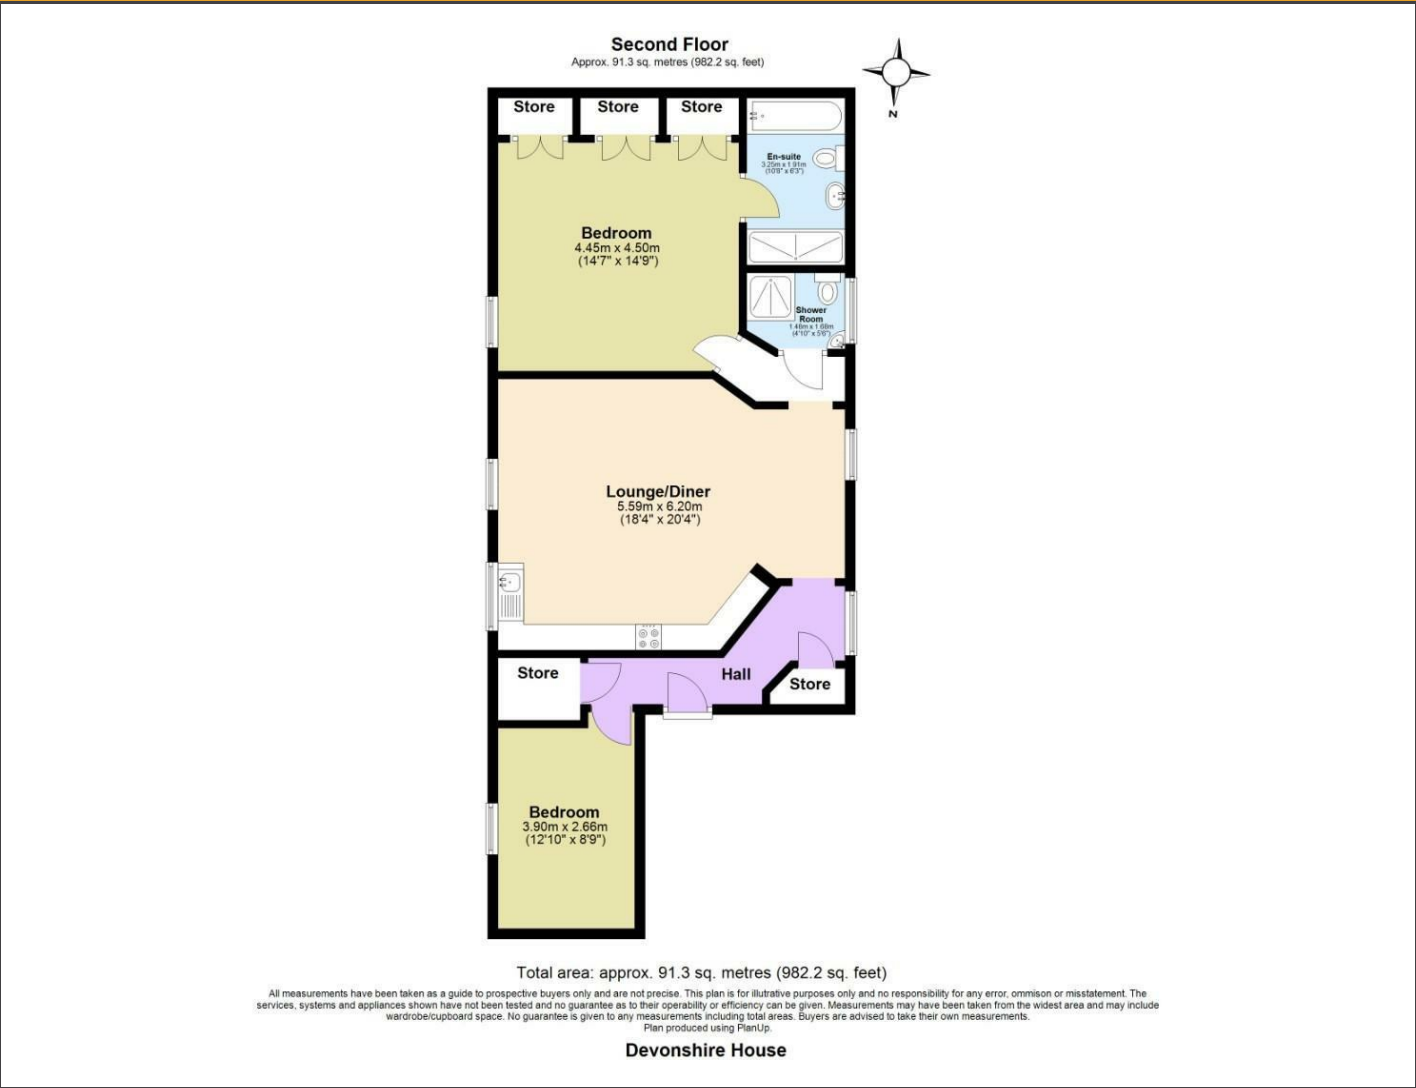 Second Floor
Approx. 91.3 sq. metres (982.2 sq. feet)
N
Store
Store
Store
En-suite
3.25m x 1.91m
(10'8" x 6'3")
Bedroom
4.45m x 4.50m
(14'7" x 14'9")
Shower
Room
1.48m x 1.68m
(4'10" x 5'6")
Lounge/Diner
5.59m x 6.20m
(18'4" x 20'4")
Store
Hall
Store
Bedroom
3.90m x 2.66m
(12'10" x 8'9")
Total area: approx. 91.3 sq. metres (982.2 sq. feet)
All measurements have been taken as a guide to prospective buyers only and are not precise. This plan is for illutrative purposes only and no responsibility for any error, ommison or misstatement. The
services, systems and appliances shown have not been tested and no guarantee as to their operability or efficiency can be given. Measurements may have been taken from the widest area and may include
wardrobe/cupboard space. No guarantee is given to any measurements including total areas. Buyers are advised to take their own measurements.
Plan produced using PlanUp.
Devonshire House